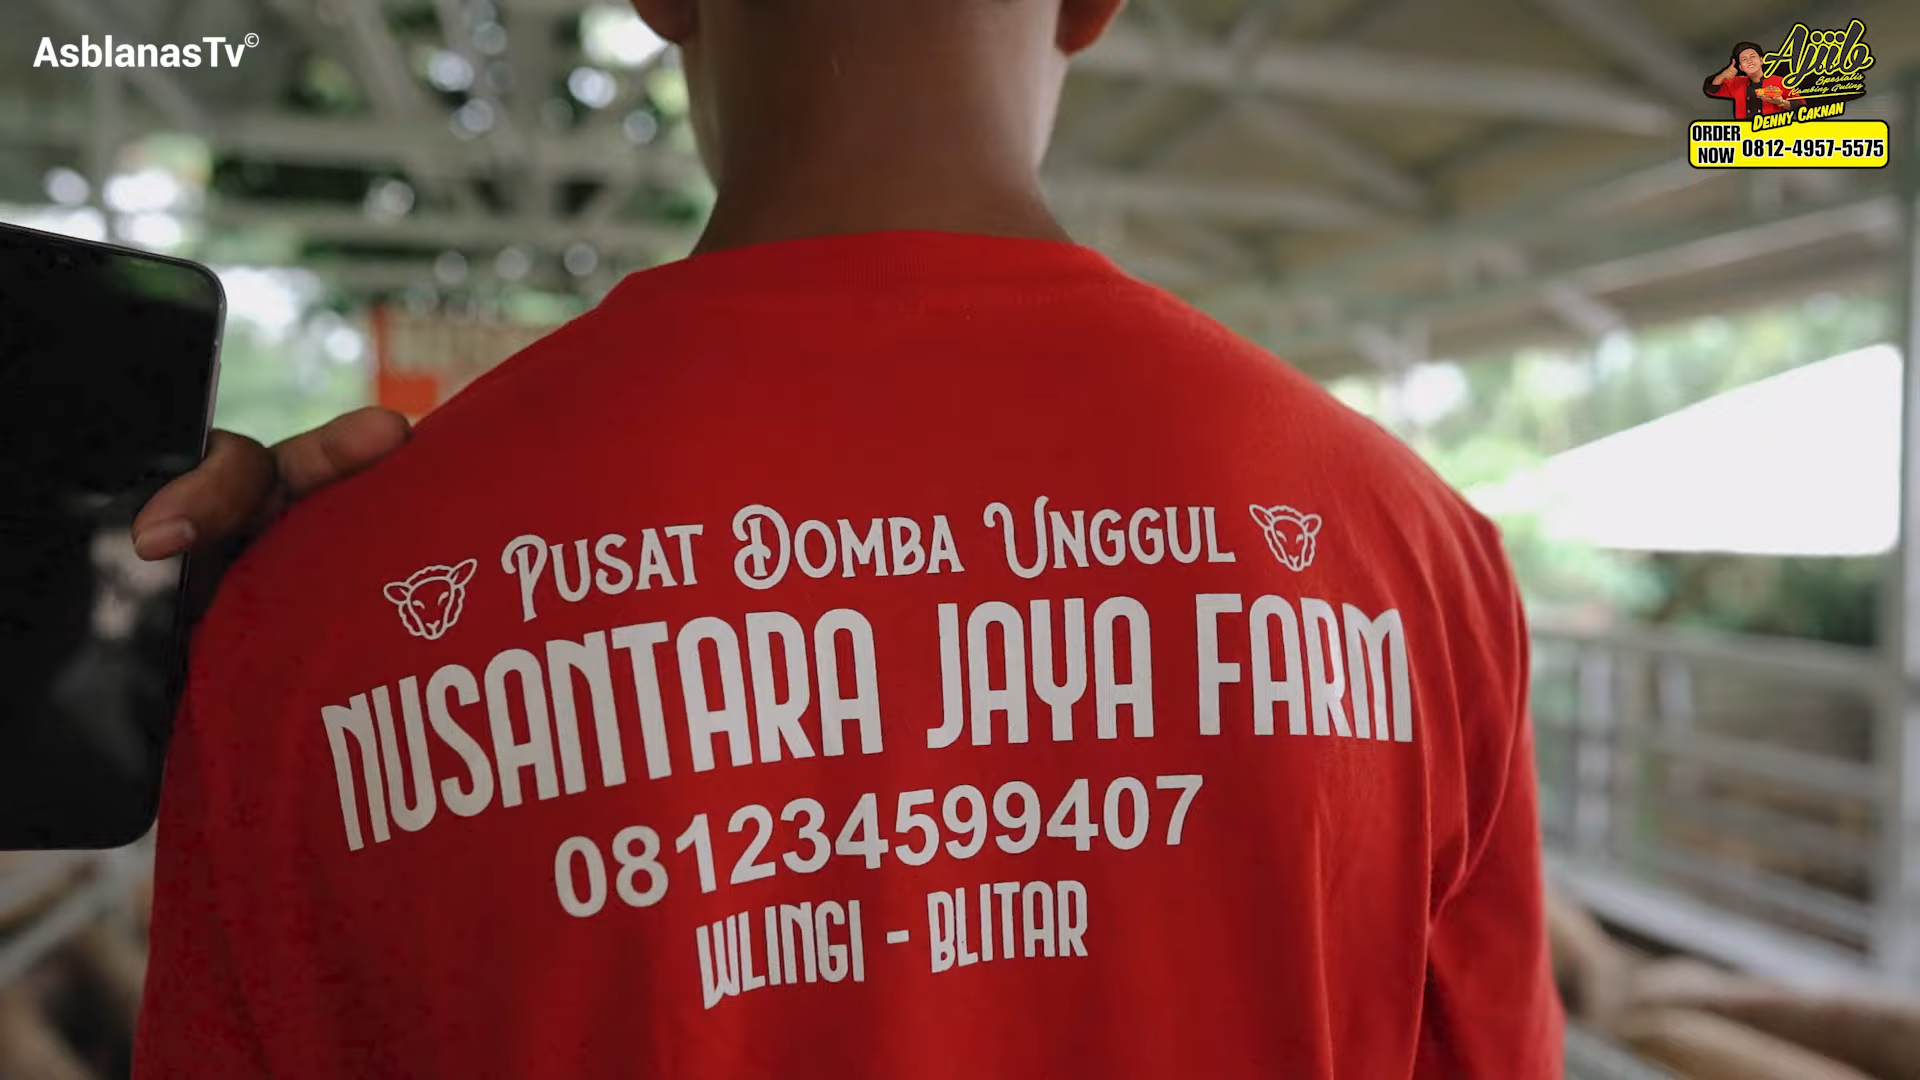 AsblanasTv©
Ajiib
Spesialis
Kambing Guling
DENNY CAKNAN
ORDER NOW 0812-4957-5575
PUSAT DOMBA UNGGUL
NUSANTARA JAYA FARM
081234599407
WLINGI - BLITAR